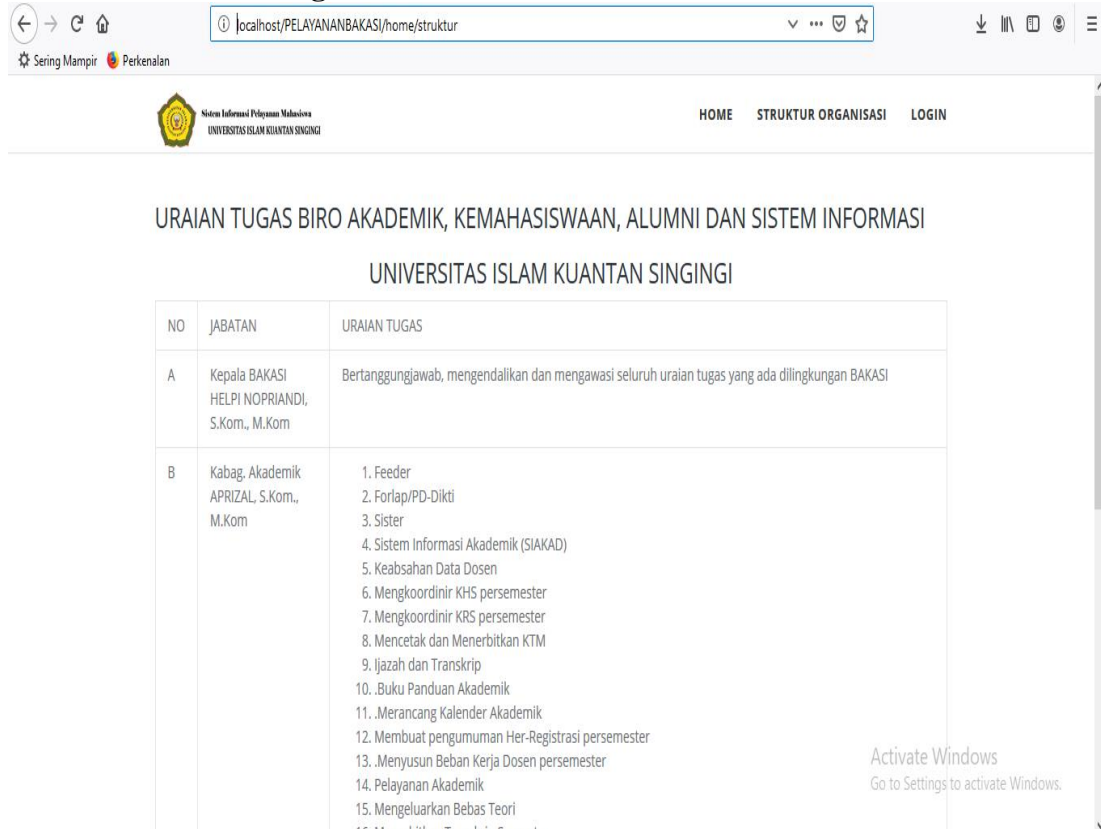 localhost/PELAYANANBAKASI/home/struktur
Sering Mampir Perkenalan
Sistem Informasi Pelayanan Mahasiswa
UNIVERSITAS ISLAM KUANTAN SINGINGI
HOME STRUKTUR ORGANISASI LOGIN
URAIAN TUGAS BIRO AKADEMIK, KEMAHASISWAAN, ALUMNI DAN SISTEM INFORMASI
UNIVERSITAS ISLAM KUANTAN SINGINGI
NO JABATAN URAIAN TUGAS
A Kepala BAKASI Bertanggungjawab, mengendalikan dan mengawasi seluruh uraian tugas yang ada dilingkungan BAKASI
HELPI NOPRIANDI,
S.Kom., M.Kom
B Kabag. Akademik
APRIZAL, S.Kom.,
M.Kom
1. Feeder
2. Forlap/PD-Dikti
3. Sister
4. Sistem Informasi Akademik (SIAKAD)
5. Keabsahan Data Dosen
6. Mengkoordinir KHS persemester
7. Mengkoordinir KRS persemester
8. Mencetak dan Menerbitkan KTM
9. Ijazah dan Transkrip
10. .Buku Panduan Akademik
11. .Merancang Kalender Akademik
12. Membuat pengumuman Her-Registrasi persemester
13. .Menyusun Beban Kerja Dosen persemester
14. Pelayanan Akademik
15. Mengeluarkan Bebas Teori
Activate Windows
Go to Settings to activate Windows.